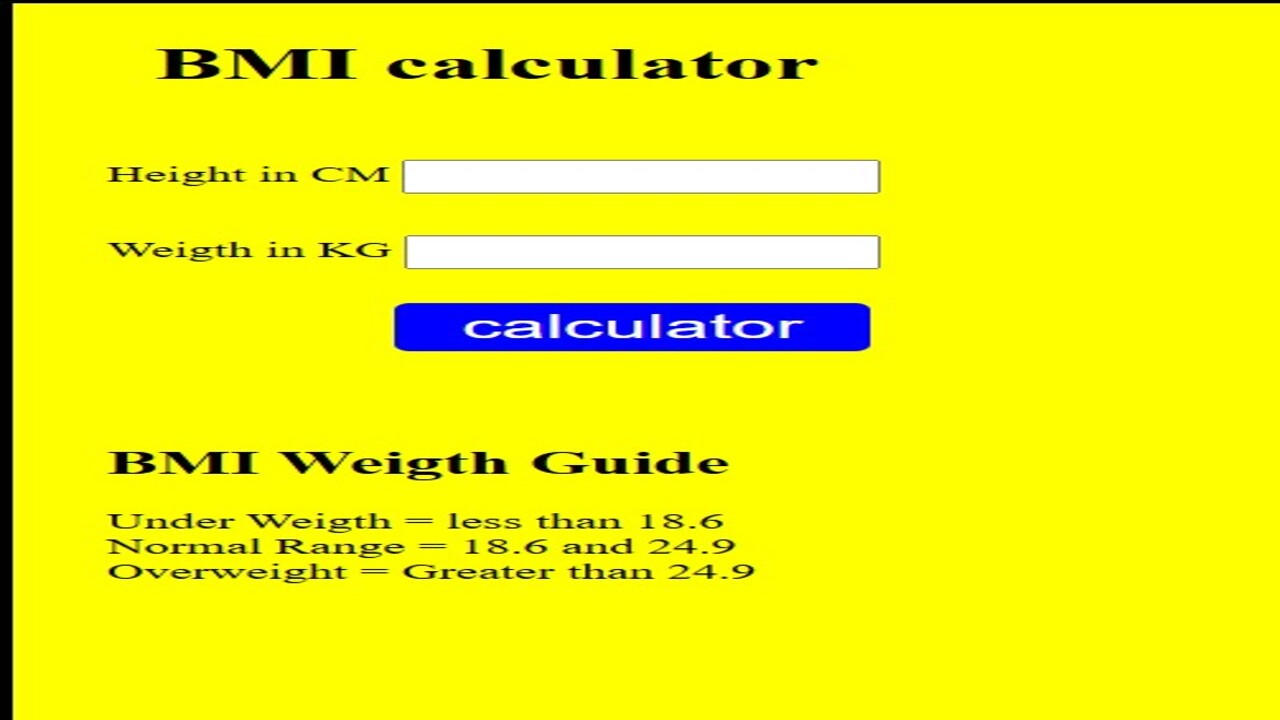 BMI calculator
Height in CM
Weigth in KG
calculator
BMI Weigth Guide
Under Weigth = less than 18.6
Normal Range = 18.6 and 24.9
Overweight = Greater than 24.9